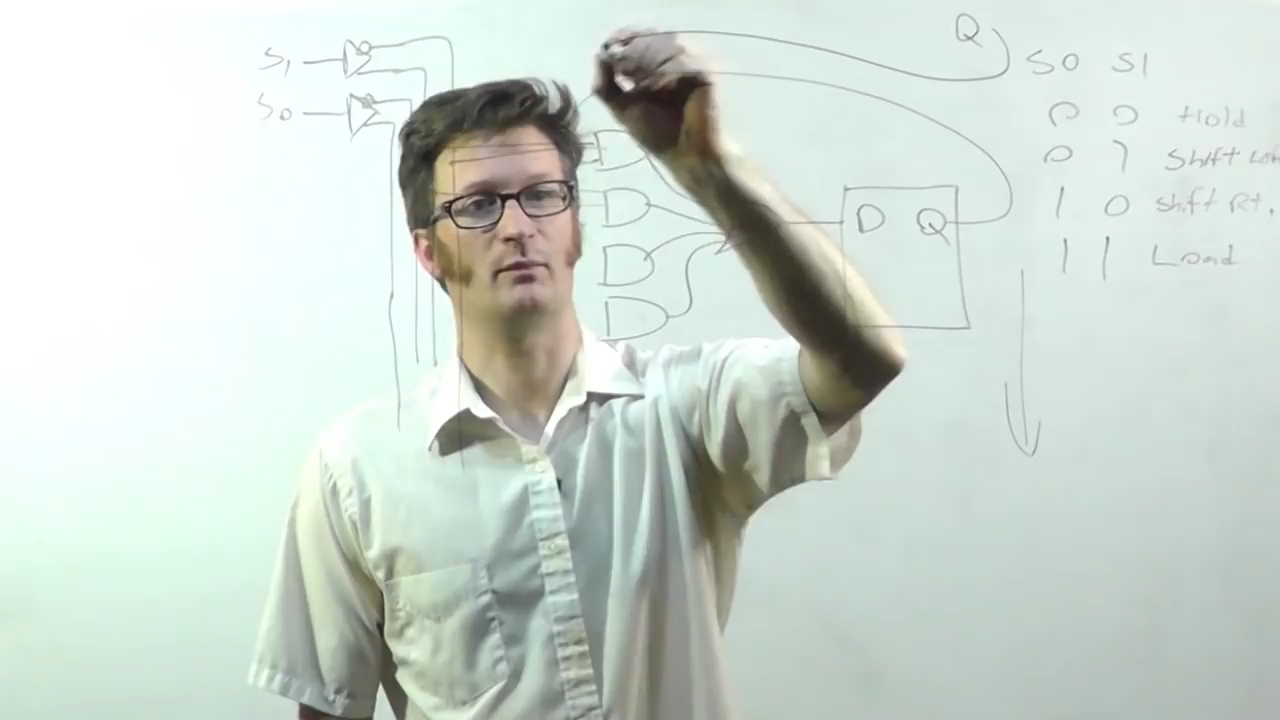 S1
S0
Q
D Q
S0 S1
0 0 Hold
0 1 Shift Left
1 0 Shift Rt.
1 1 Load